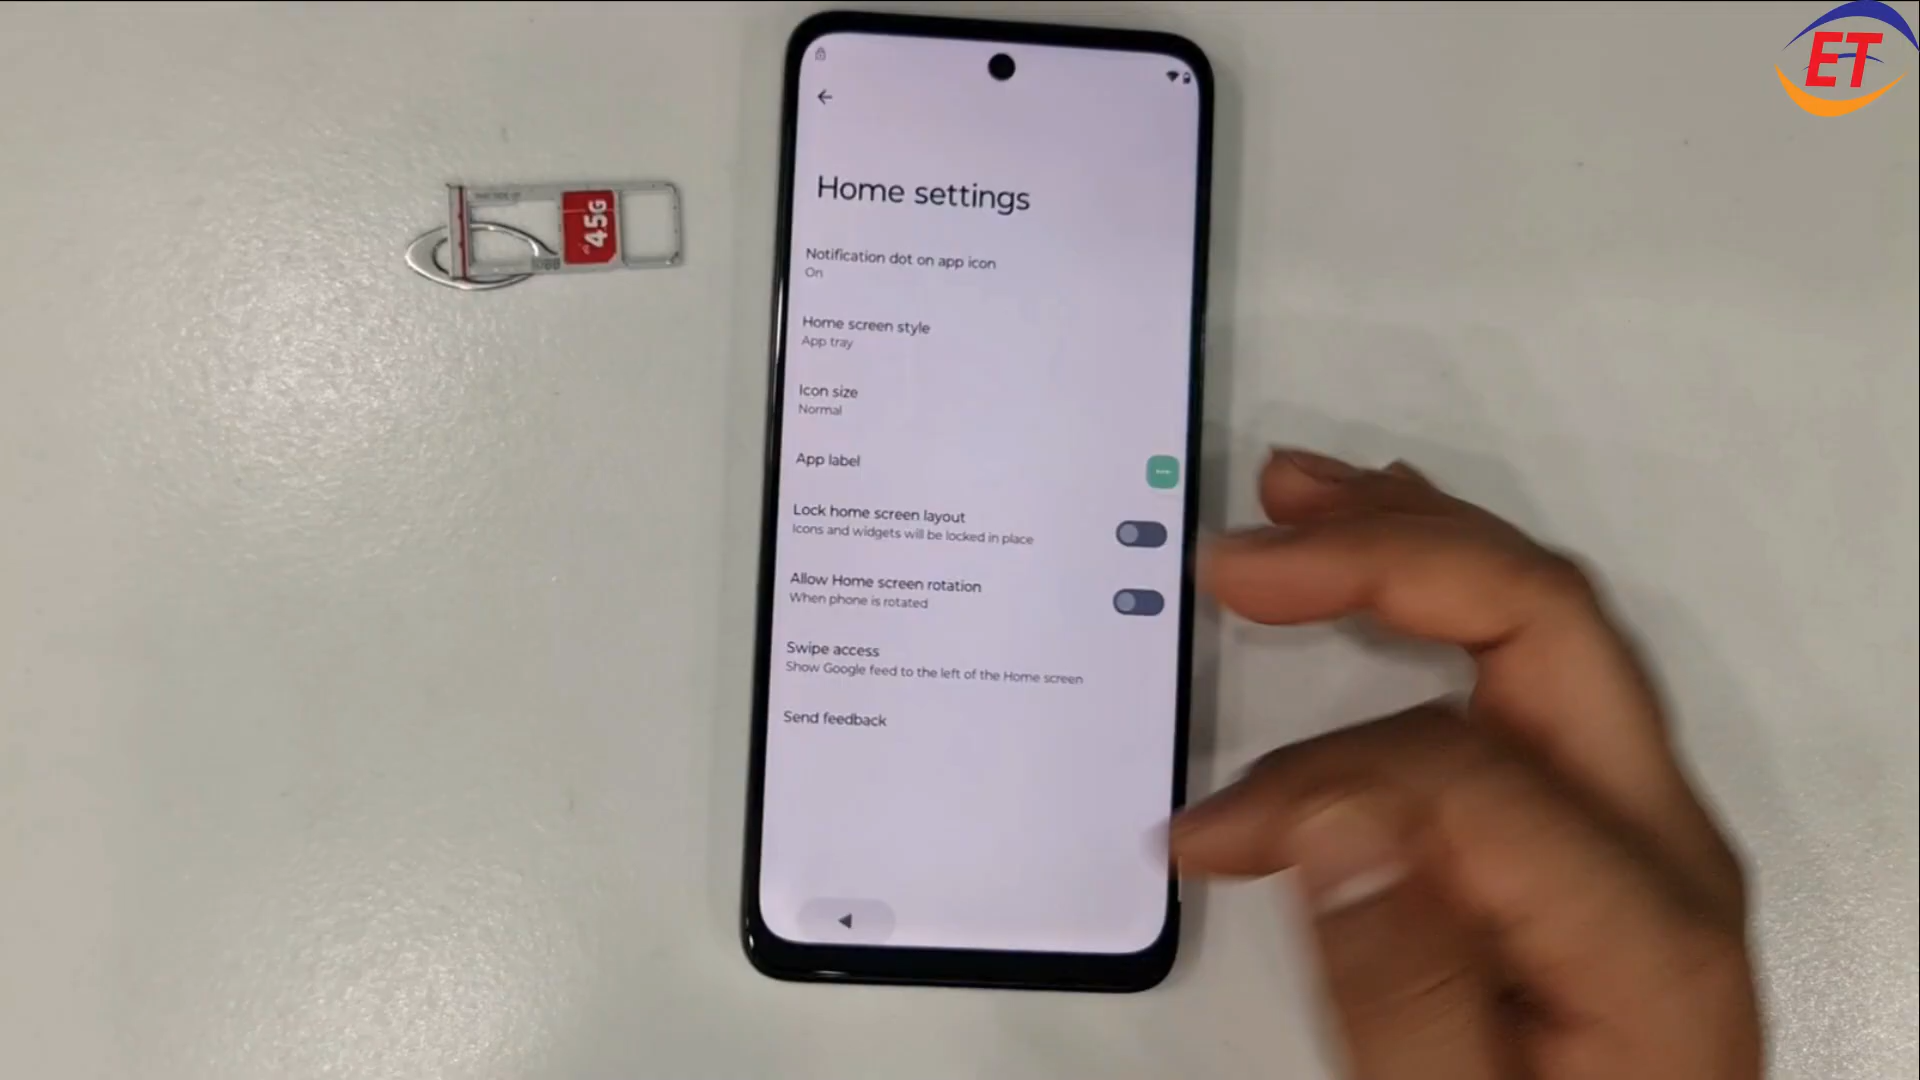 ET
4.5G
Home settings
Notification dot on app icon
On
Home screen style
App tray
Icon size
Normal
App label
Lock home screen layout
Icons and widgets will be locked in place
Allow Home screen rotation
When phone is rotated
Swipe access
Show Google feed to the left of the Home screen
Send feedback